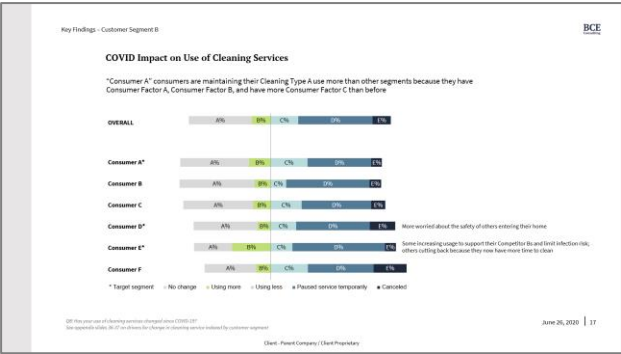 Key Findings – Customer Segment B
BCE
Consulting
COVID Impact on Use of Cleaning Services
"Consumer A" consumers are maintaining their Cleaning Type A use more than other segments because they have
Consumer Factor A, Consumer Factor B, and have more Consumer Factor C than before
OVERALL A% B% C% D% E%
Consumer A* A% B% C% D% E%
Consumer B A% B% C% D% E%
Consumer C A% B% C% D% E%
Consumer D* A% B% C% D% E% More worried about the safety of others entering their home
Consumer E* A% B% C% D% E% Some increasing usage to support their Competitor Bs and limit infection risk;
others cutting back because they now have more time to clean
Consumer F A% B% C% D% E%
* Target segment No change Using more Using less Paused service temporarily Canceled
June 26, 2020 | 17
Client - Parent Company / Client Proprietary